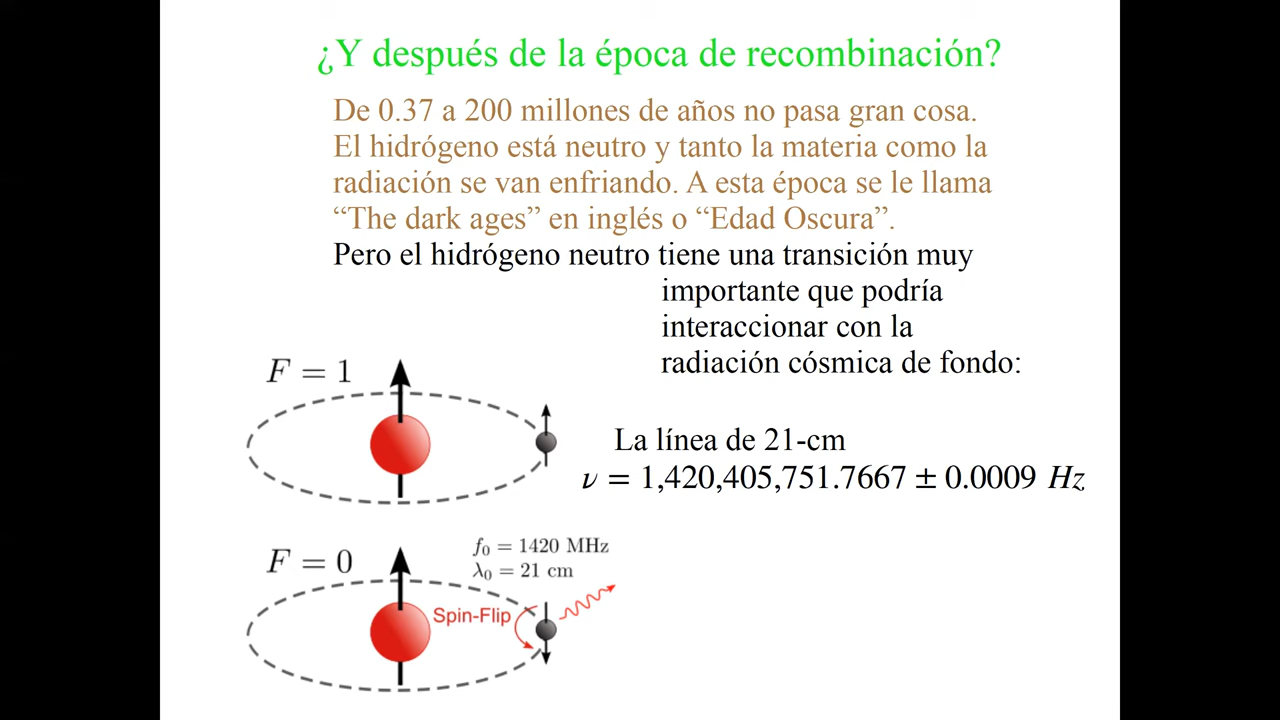 ¿Y después de la época de recombinación?
De 0.37 a 200 millones de años no pasa gran cosa.
El hidrógeno está neutro y tanto la materia como la
radiación se van enfriando. A esta época se le llama
“The dark ages” en inglés o “Edad Oscura”.
Pero el hidrógeno neutro tiene una transición muy
importante que podría
interaccionar con la
radiación cósmica de fondo:
F = 1
La línea de 21-cm
ν = 1,420,405,751.7667 ± 0.0009 Hz
F = 0
f₀ = 1420 MHz
λ₀ = 21 cm
Spin-Flip